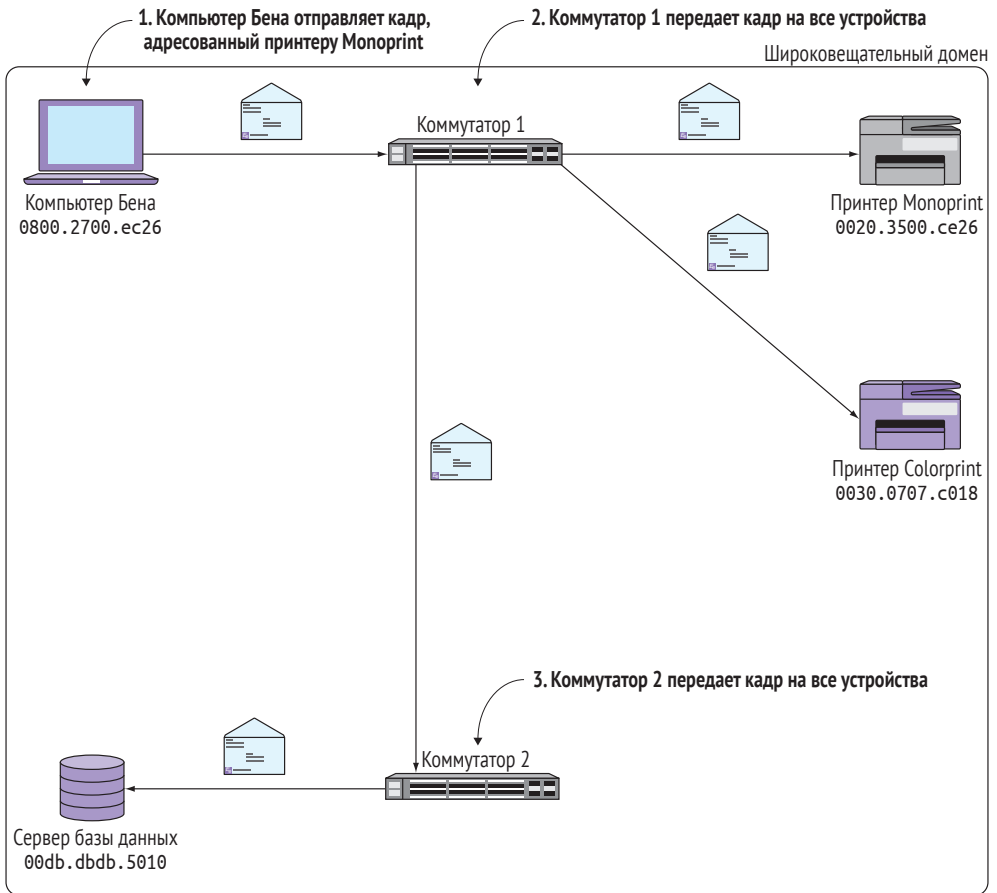 1. Компьютер Бена отправляет кадр,
адресованный принтеру Monoprint
2. Коммутатор 1 передает кадр на все устройства
Широковещательный домен
Коммутатор 1
Компьютер Бена
0800.2700.ec26
Принтер Monoprint
0020.3500.ce26
Принтер Colorprint
0030.0707.c018
3. Коммутатор 2 передает кадр на все устройства
Коммутатор 2
Сервер базы данных
00db.dbdb.5010